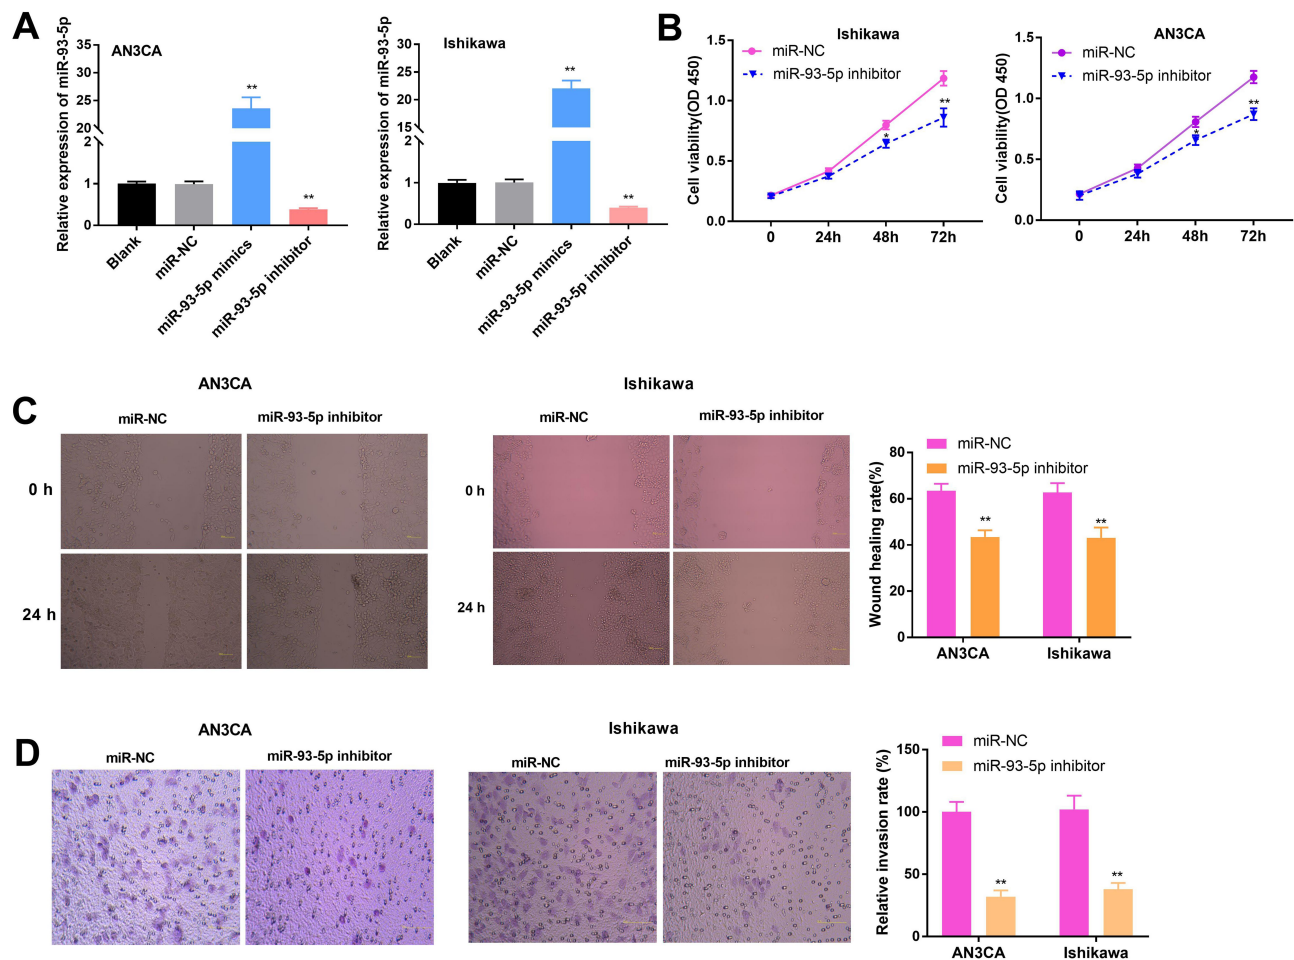 A
Relative expression of miR-93-5p
AN3CA
35
30
25
20
2
1
0
**
**
Blank
miR-NC
miR-93-5p mimics
miR-93-5p inhibitor
Relative expression of miR-93-5p
Ishikawa
30
25
20
15
2
1
0
**
**
Blank
miR-NC
miR-93-5p mimics
miR-93-5p inhibitor
B
Cell viability(OD 450)
Ishikawa
miR-NC
miR-93-5p inhibitor
1.5
1.0
0.5
0.0
*
**
0
24h
48h
72h
Cell viability(OD 450)
AN3CA
miR-NC
miR-93-5p inhibitor
1.5
1.0
0.5
0.0
*
**
0
24h
48h
72h
C
AN3CA
miR-NC
miR-93-5p inhibitor
0 h
24 h
Ishikawa
miR-NC
miR-93-5p inhibitor
0 h
24 h
miR-NC
miR-93-5p inhibitor
Wound healing rate(%)
80
60
40
20
0
**
**
AN3CA
Ishikawa
D
AN3CA
miR-NC
miR-93-5p inhibitor
Ishikawa
miR-NC
miR-93-5p inhibitor
miR-NC
miR-93-5p inhibitor
Relative invasion rate (%)
150
100
50
0
**
**
AN3CA
Ishikawa